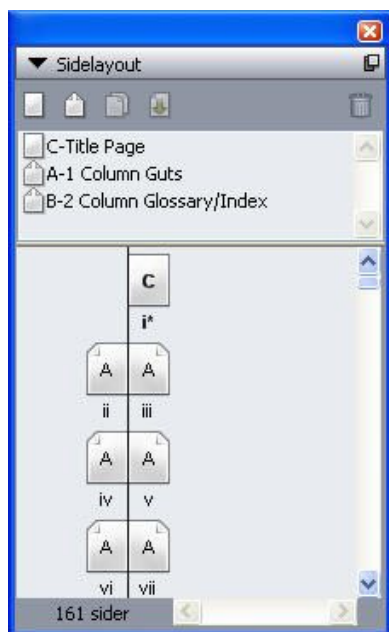 Sidelayout
C-Title Page
A-1 Column Guts
B-2 Column Glossary/Index
C
i*
A A
ii iii
A A
iv v
A A
vi vii
161 sider